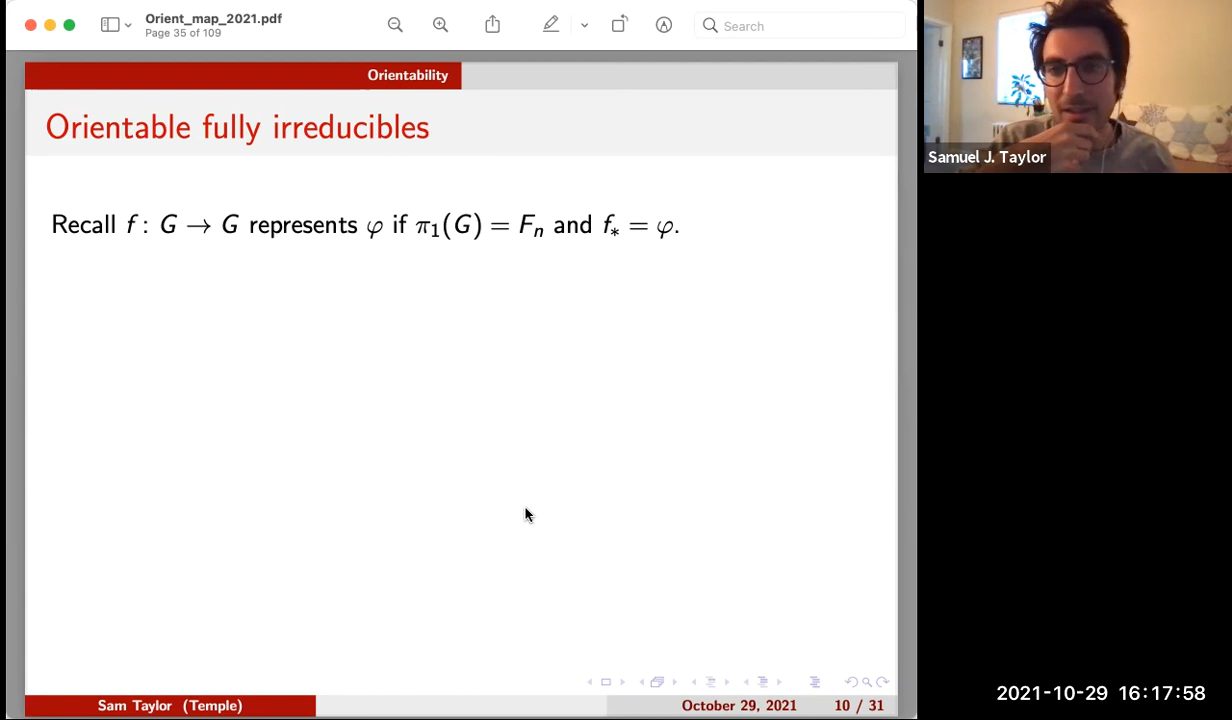 Orient_map_2021.pdf
Page 35 of 109
Search
Orientability
Orientable fully irreducibles
Recall f: G → G represents φ if π₁(G) = Fₙ and f∗ = φ.
Sam Taylor (Temple)
October 29, 2021
10 / 31
Samuel J. Taylor
2021-10-29 16:17:58